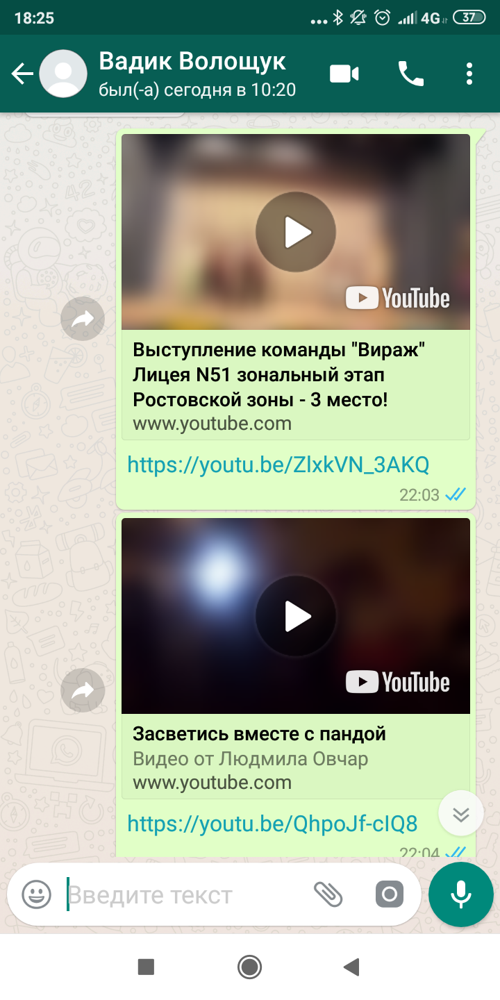 18:25
4G
37
Вадик Волощук
был(-а) сегодня в 10:20
YouTube
Выступление команды "Вираж"
Лицея N51 зональный этап
Ростовской зоны - 3 место!
www.youtube.com
https://youtu.be/ZlxkVN_3AKQ
22:03
YouTube
Засветись вместе с пандой
Видео от Людмила Овчар
www.youtube.com
https://youtu.be/QhpoJf-cIQ8
22:04
Введите текст